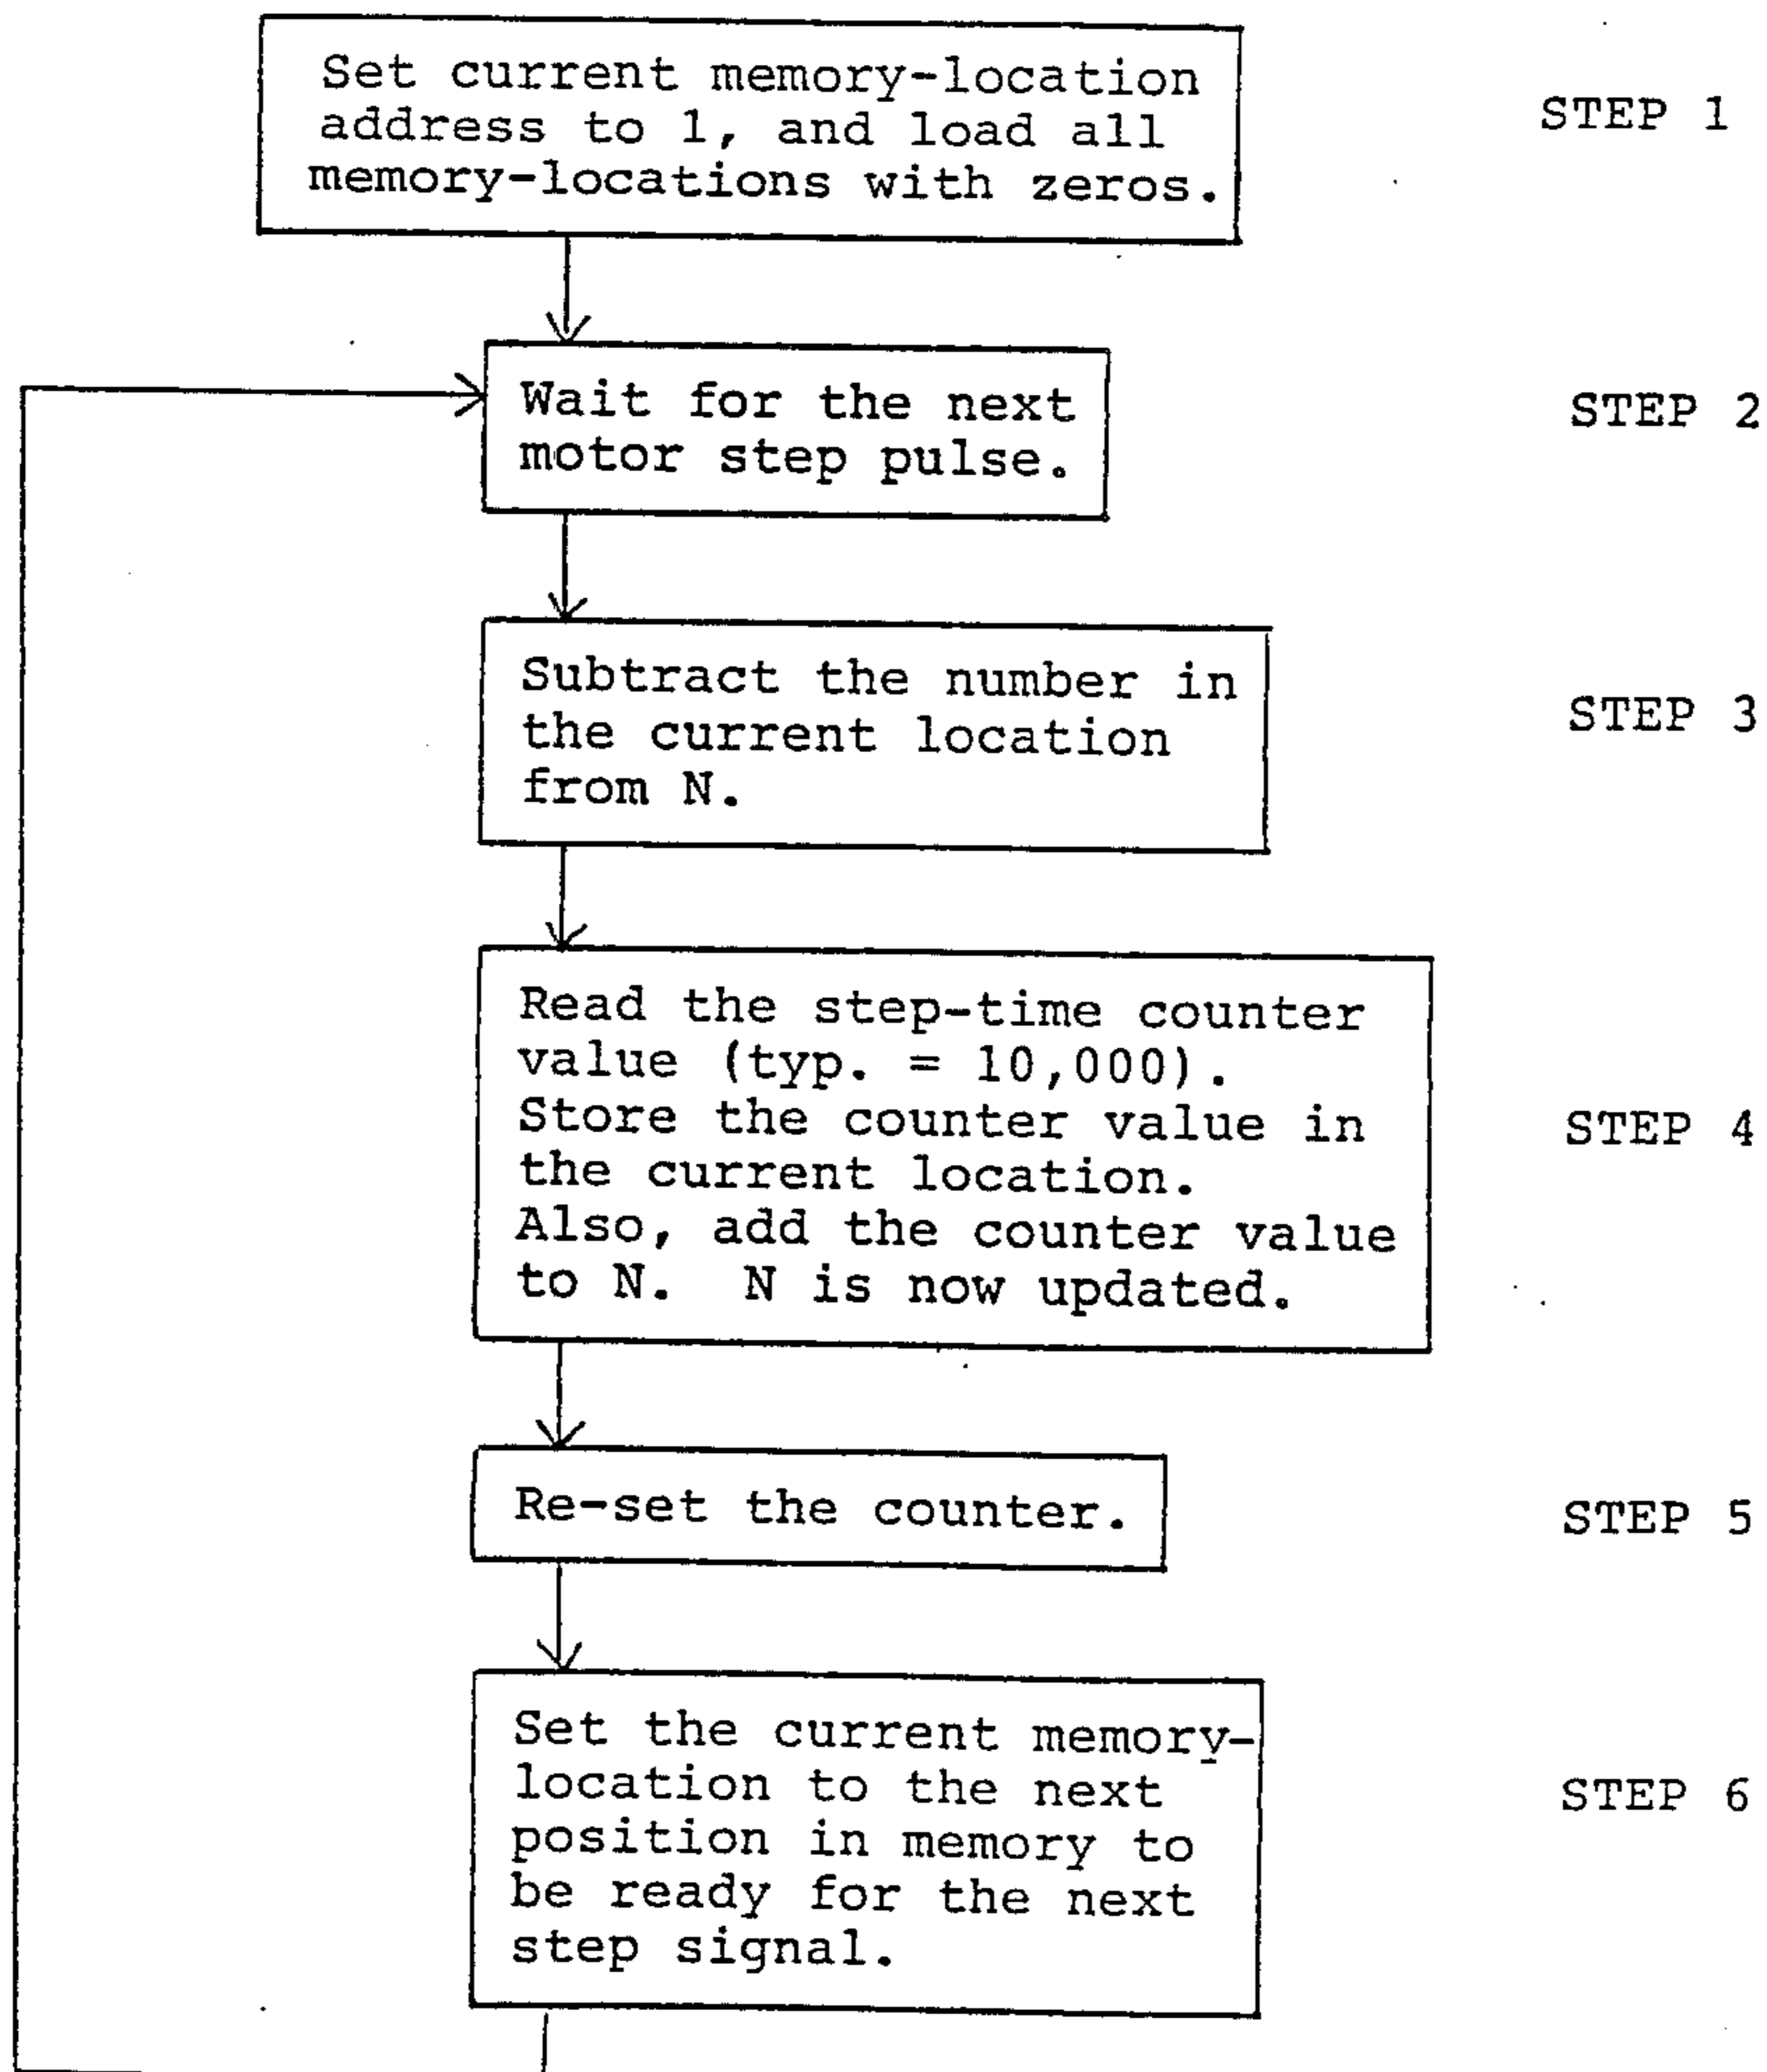 Set current memory-location
address to 1, and load all
memory-locations with zeros.
STEP 1
Wait for the next
motor step pulse.
STEP 2
Subtract the number in
the current location
from N.
STEP 3
Read the step-time counter
value (typ. = 10,000).
Store the counter value in
the current location.
Also, add the counter value
to N. N is now updated.
STEP 4
Re-set the counter.
STEP 5
Set the current memory-
location to the next
position in memory to
be ready for the next
step signal.
STEP 6